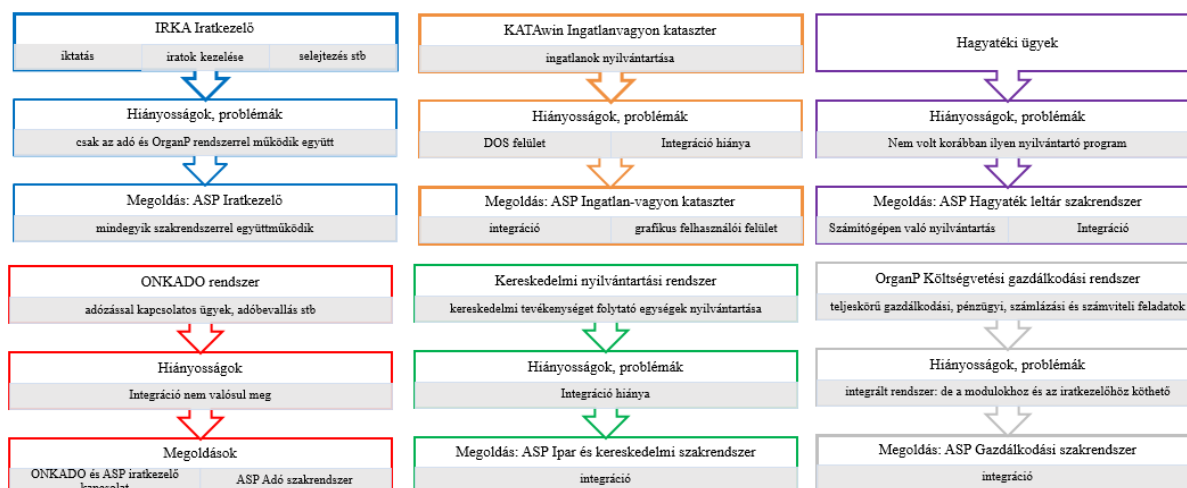 IRKA Iratkezelő
iktatás
iratok kezelése
selejtezés stb
Hiányosságok, problémák
csak az adó és OrganP rendszerrel működik együtt
Megoldás: ASP Iratkezelő
mindegyik szakrendszerrel együttműködik
KATAwin Ingatlanvagyon kataszter
ingatlanok nyilvántartása
Hiányosságok, problémák
DOS felület
Integráció hiánya
Megoldás: ASP Ingatlan-vagyon kataszter
integráció
grafikus felhasználói felület
Hagyatéki ügyek
Hiányosságok, problémák
Nem volt korábban ilyen nyilvántartó program
Megoldás: ASP Hagyaték leltár szakrendszer
Számítógépen való nyilvántartás
Integráció
ONKADO rendszer
adózással kapcsolatos ügyek, adóbevallás stb
Hiányosságok
Integráció nem valósul meg
Megoldások
ONKADO és ASP iratkezelő
kapcsolat
ASP Adó szakrendszer
Kereskedelmi nyilvántartási rendszer
kereskedelmi tevékenységet folytató egységek nyilvántartása
Hiányosságok, problémák
Integráció hiánya
Megoldás: ASP Ipar és kereskedelmi szakrendszer
integráció
OrganP Költségvetési gazdálkodási rendszer
teljeskörű gazdálkodási, pénzügyi, számlázási és számviteli feladatok
Hiányosságok, problémák
integrált rendszer: de a modulokhoz és az iratkezelőhöz köthető
Megoldás: ASP Gazdálkodási szakrendszer
integráció